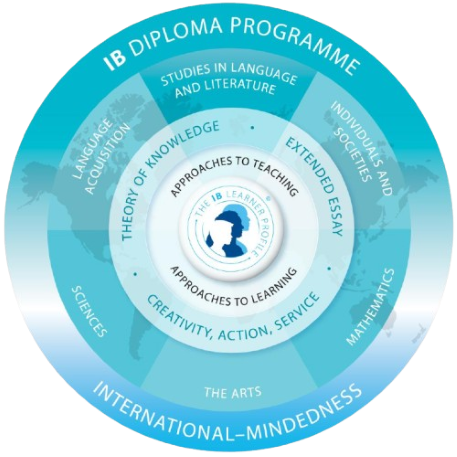 IB DIPLOMA PROGRAMME
STUDIES IN LANGUAGE
AND LITERATURE
LANGUAGE
ACQUISITION
INDIVIDUALS AND
SOCIETIES
THEORY OF KNOWLEDGE
EXTENDED ESSAY
APPROACHES TO TEACHING
THE IB LEARNER PROFILE
APPROACHES TO LEARNING
CREATIVITY, ACTION, SERVICE
SCIENCES
MATHEMATICS
THE ARTS
INTERNATIONAL–MINDEDNESS